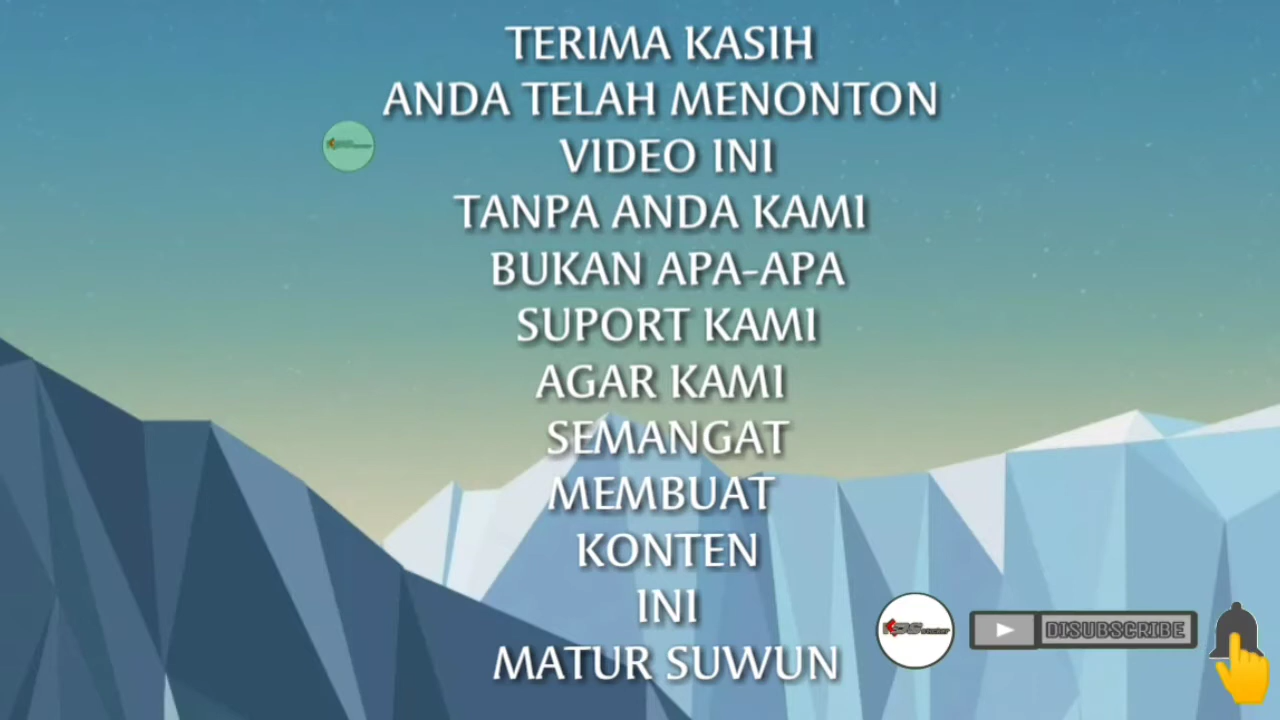 TERIMA KASIH
ANDA TELAH MENONTON
VIDEO INI
TANPA ANDA KAMI
BUKAN APA-APA
SUPORT KAMI
AGAR KAMI
SEMANGAT
MEMBUAT
KONTEN
INI
MATUR SUWUN
DISUBSCRIBE